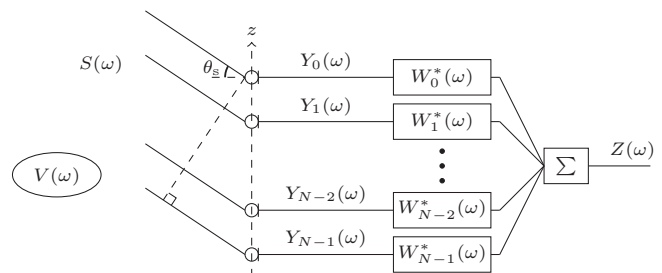 z
S(ω)
θ_s
Y_0(ω)
W_0^*(ω)
Y_1(ω)
W_1^*(ω)
V(ω)
Σ
Z(ω)
Y_{N−2}(ω)
W_{N−2}^*(ω)
Y_{N−1}(ω)
W_{N−1}^*(ω)